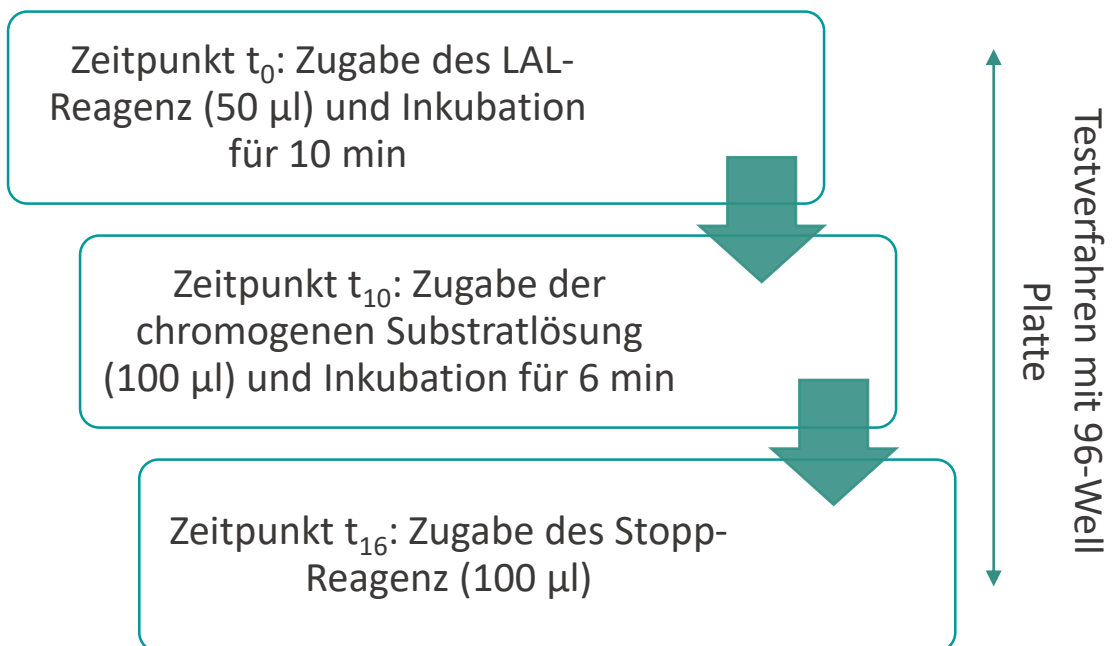 Zeitpunkt t₀: Zugabe des LAL-
Reagenz (50 µl) und Inkubation
für 10 min
Zeitpunkt t₁₀: Zugabe der
chromogenen Substratlösung
(100 µl) und Inkubation für 6 min
Zeitpunkt t₁₆: Zugabe des Stopp-
Reagenz (100 µl)
Testverfahren mit 96-Well
Platte